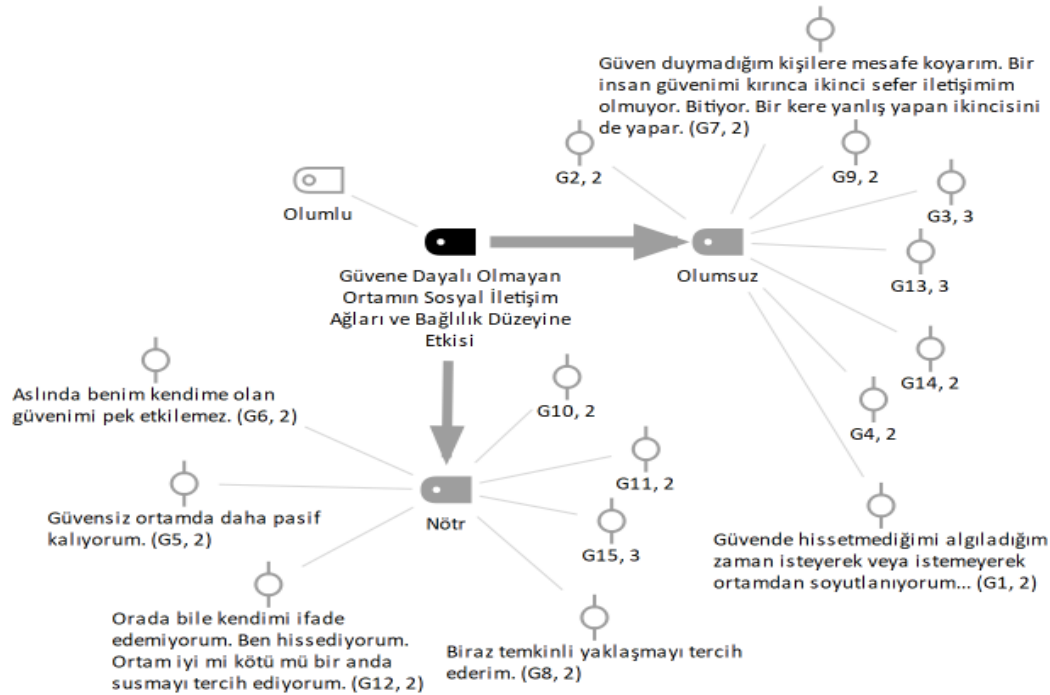 Güven duymadığım kişilere mesafe koyarım. Bir
insan güvenimi kırınca ikinci sefer iletişimim
olmuyor. Bitiyor. Bir kere yanlış yapan ikincisini
de yapar. (G7, 2)
G2, 2
G9, 2
G3, 3
Olumlu
Güvene Dayalı Olmayan
Ortamın Sosyal İletişim
Ağları ve Bağlılık Düzeyine
Etkisi
Olumsuz
G13, 3
G14, 2
G4, 2
Güvende hissetmediğimi algıladığım
zaman isteyerek veya istemeyerek
ortamdan soyutlanıyorum... (G1, 2)
Aslında benim kendime olan
güvenimi pek etkilemez. (G6, 2)
G10, 2
G11, 2
Nötr
G15, 3
Güvensiz ortamda daha pasif
kalıyorum. (G5, 2)
Orada bile kendimi ifade
edemiyorum. Ben hissediyorum.
Ortam iyi mi kötü mü bir anda
susmayı tercih ediyorum. (G12, 2)
Biraz temkinli yaklaşmayı tercih
ederim. (G8, 2)